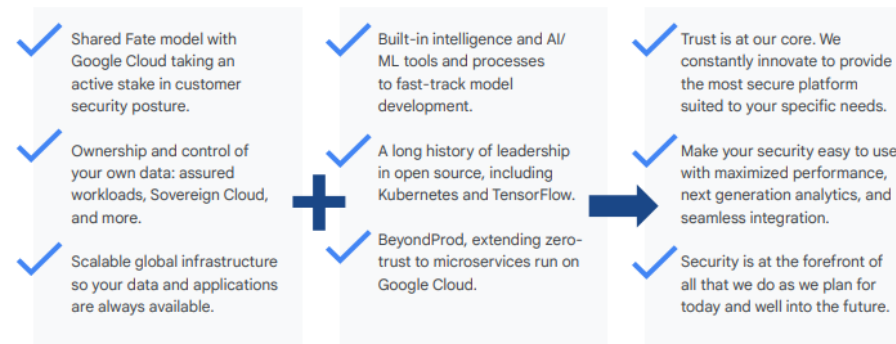 Shared Fate model with
Google Cloud taking an
active stake in customer
security posture.
Ownership and control of
your own data: assured
workloads, Sovereign Cloud,
and more.
Scalable global infrastructure
so your data and applications
are always available.
Built-in intelligence and AI/
ML tools and processes
to fast-track model
development.
A long history of leadership
in open source, including
Kubernetes and TensorFlow.
BeyondProd, extending zero-
trust to microservices run on
Google Cloud.
Trust is at our core. We
constantly innovate to provide
the most secure platform
suited to your specific needs.
Make your security easy to use
with maximized performance,
next generation analytics, and
seamless integration.
Security is at the forefront of
all that we do as we plan for
today and well into the future.